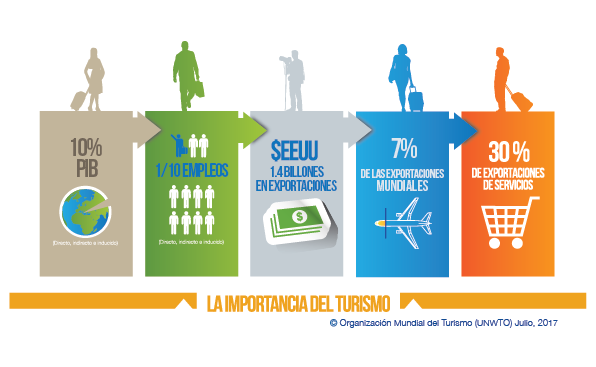 10%
PIB
(Directo, indirecto e inducido)
1/10 EMPLEOS
(Directo, indirecto e inducido)
$EEUU
1.4 BILLONES
EN EXPORTACIONES
$
7%
DE LAS EXPORTACIONES
MUNDIALES
30 %
DE EXPORTACIONES
DE SERVICIOS
LA IMPORTANCIA DEL TURISMO
© Organización Mundial del Turismo (UNWTO) Julio, 2017